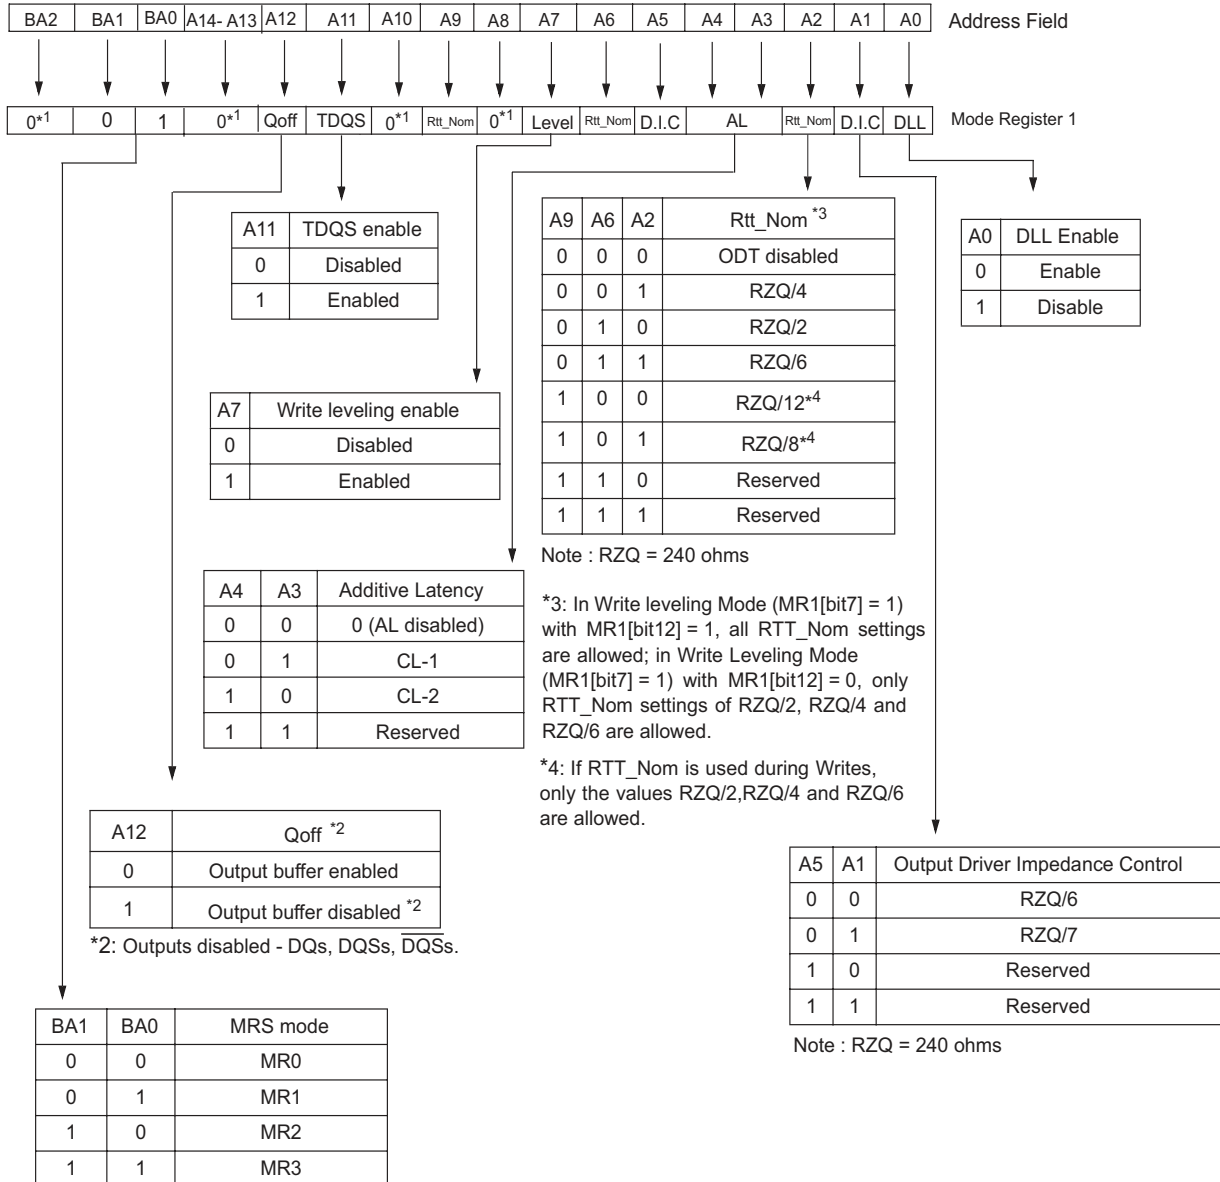 BA2 BA1 BA0 A14- A13 A12 A11 A10 A9 A8 A7 A6 A5 A4 A3 A2 A1 A0 Address Field
0*1 0 1 0*1 Qoff TDQS 0*1 Rtt_Nom 0*1 Level Rtt_Nom D.I.C AL Rtt_Nom D.I.C DLL Mode Register 1
A11 TDQS enable
0 Disabled
1 Enabled
A9 A6 A2 Rtt_Nom *3
0 0 0 ODT disabled
0 0 1 RZQ/4
0 1 0 RZQ/2
0 1 1 RZQ/6
1 0 0 RZQ/12*4
1 0 1 RZQ/8*4
1 1 0 Reserved
1 1 1 Reserved
Note : RZQ = 240 ohms
A0 DLL Enable
0 Enable
1 Disable
A7 Write leveling enable
0 Disabled
1 Enabled
A4 A3 Additive Latency
0 0 0 (AL disabled)
0 1 CL-1
1 0 CL-2
1 1 Reserved
*3: In Write leveling Mode (MR1[bit7] = 1)
with MR1[bit12] = 1, all RTT_Nom settings
are allowed; in Write Leveling Mode
(MR1[bit7] = 1) with MR1[bit12] = 0, only
RTT_Nom settings of RZQ/2, RZQ/4 and
RZQ/6 are allowed.
*4: If RTT_Nom is used during Writes,
only the values RZQ/2,RZQ/4 and RZQ/6
are allowed.
A12 Qoff *2
0 Output buffer enabled
1 Output buffer disabled *2
*2: Outputs disabled - DQs, DQSs, D̅Q̅S̅s.
A5 A1 Output Driver Impedance Control
0 0 RZQ/6
0 1 RZQ/7
1 0 Reserved
1 1 Reserved
Note : RZQ = 240 ohms
BA1 BA0 MRS mode
0 0 MR0
0 1 MR1
1 0 MR2
1 1 MR3